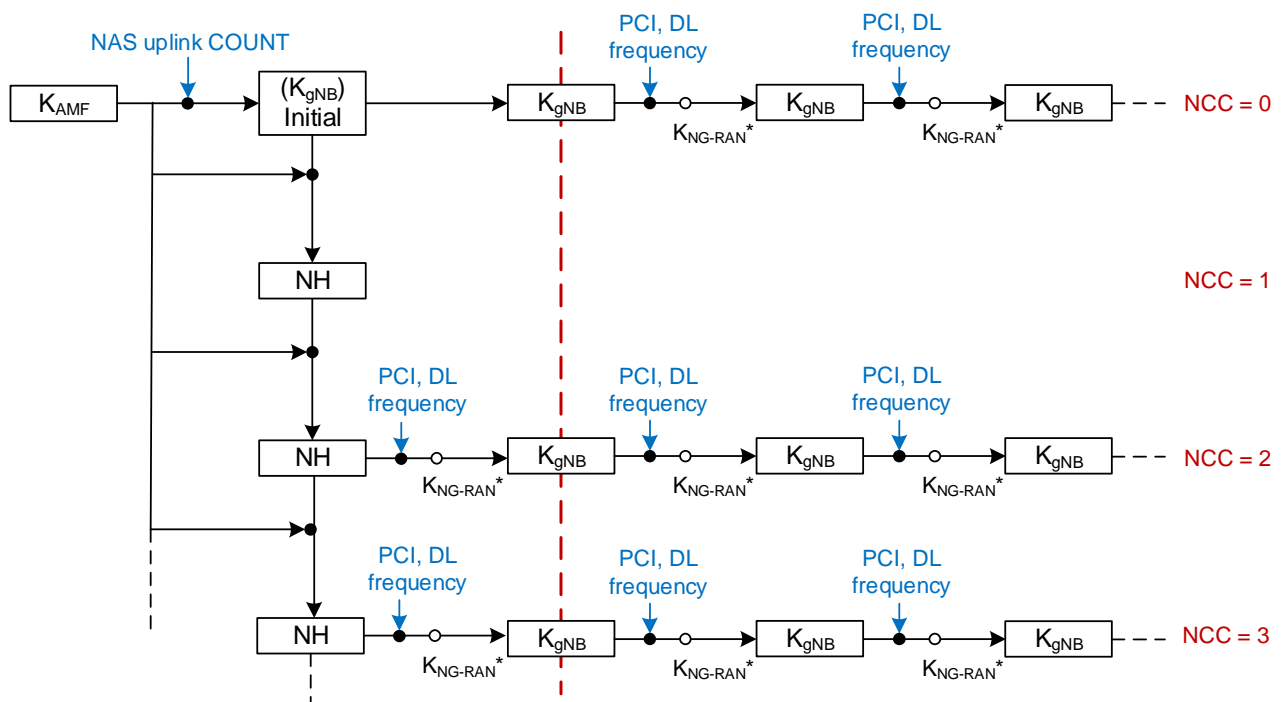 NAS uplink COUNT
PCI, DL
frequency
PCI, DL
frequency
KAMF
(KgNB)
Initial
KgNB
KgNB
KgNB
NCC = 0
KNG-RAN*
KNG-RAN*
NH
NCC = 1
PCI, DL
frequency
PCI, DL
frequency
PCI, DL
frequency
NH
KgNB
KgNB
KgNB
NCC = 2
KNG-RAN*
KNG-RAN*
KNG-RAN*
PCI, DL
frequency
PCI, DL
frequency
PCI, DL
frequency
NH
KgNB
KgNB
KgNB
NCC = 3
KNG-RAN*
KNG-RAN*
KNG-RAN*